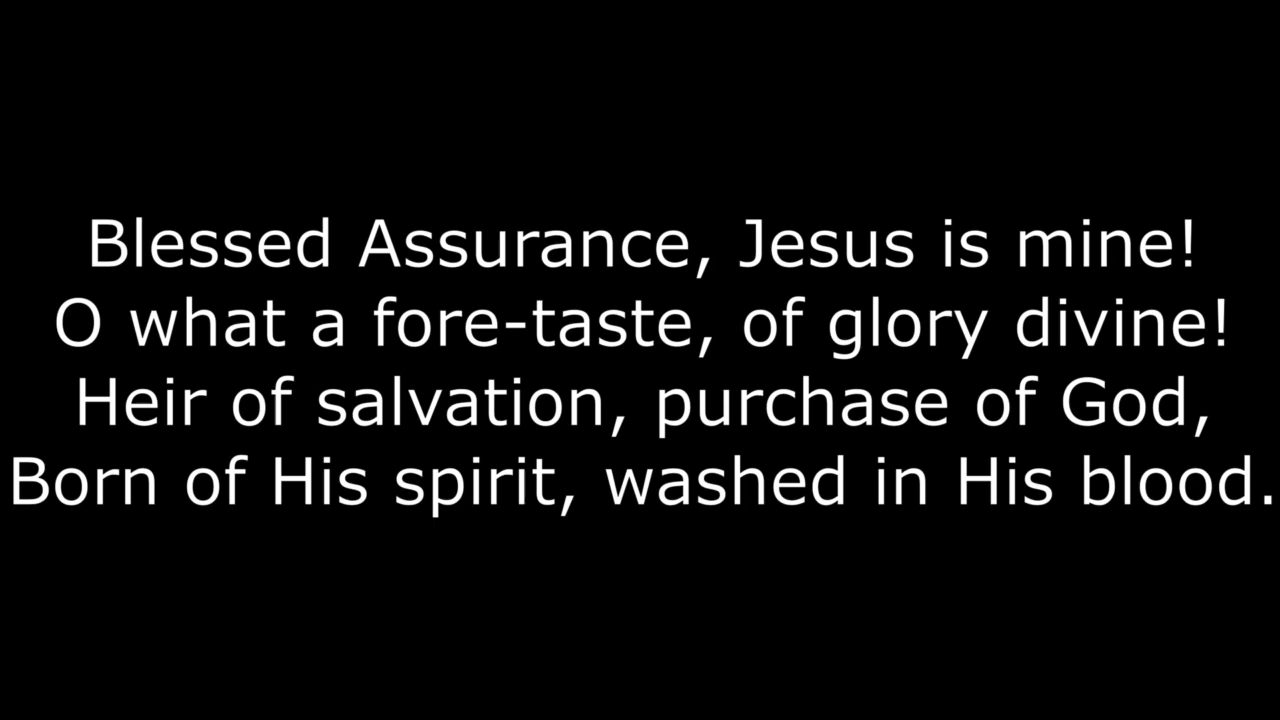 Blessed Assurance, Jesus is mine!
O what a fore-taste, of glory divine!
Heir of salvation, purchase of God,
Born of His spirit, washed in His blood.